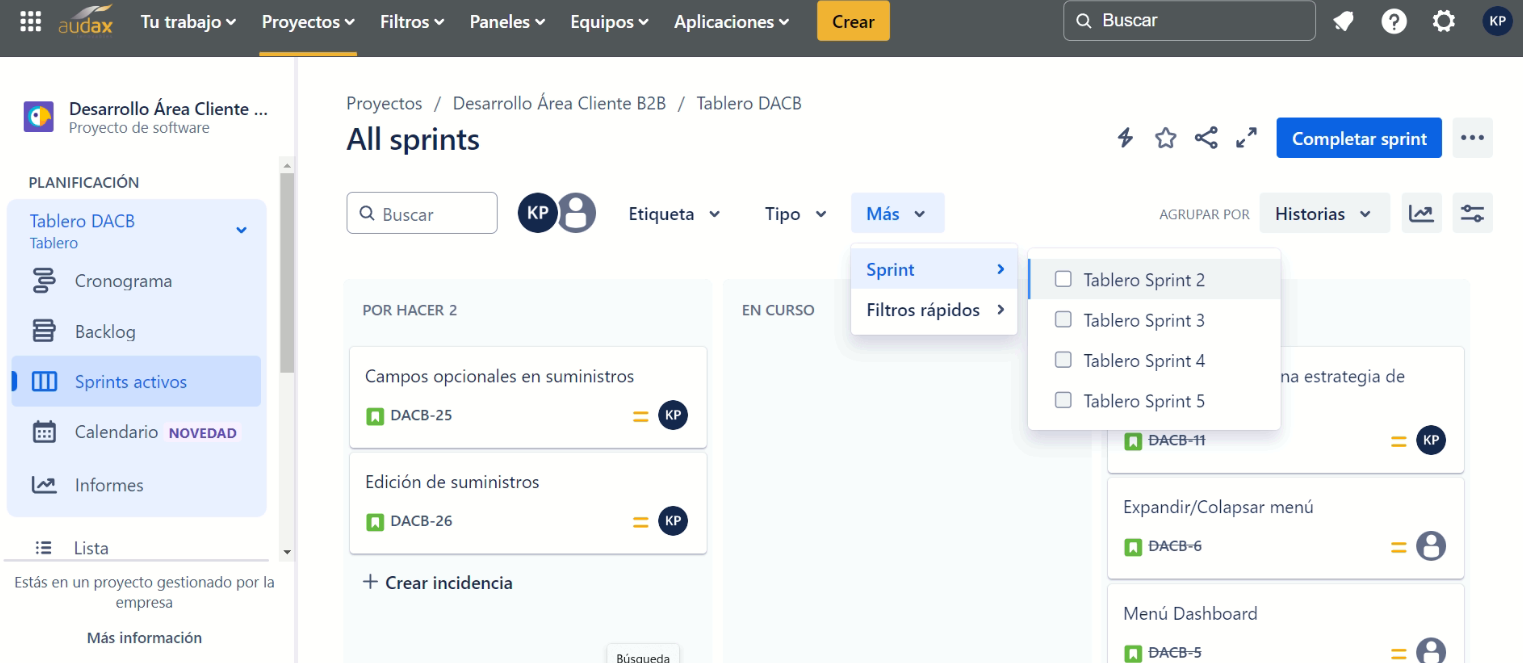 audax
Tu trabajo
Proyectos
Filtros
Paneles
Equipos
Aplicaciones
Crear
Buscar
KP
Desarrollo Área Cliente ...
Proyecto de software
PLANIFICACIÓN
Tablero DACB
Tablero
Cronograma
Backlog
Sprints activos
Calendario NOVEDAD
Informes
Lista
Estás en un proyecto gestionado por la
empresa
Más información
Proyectos / Desarrollo Área Cliente B2B / Tablero DACB
All sprints
Completar sprint
Buscar
KP
Etiqueta
Tipo
Más
AGRUPAR POR
Historias
Sprint
Filtros rápidos
Tablero Sprint 2
Tablero Sprint 3
Tablero Sprint 4
Tablero Sprint 5
POR HACER 2
Campos opcionales en suministros
DACB-25
KP
Edición de suministros
DACB-26
KP
+ Crear incidencia
Búsqueda
EN CURSO
na estrategia de
DACB-11
KP
Expandir/Colapsar menú
DACB-6
Menú Dashboard
DACB-5